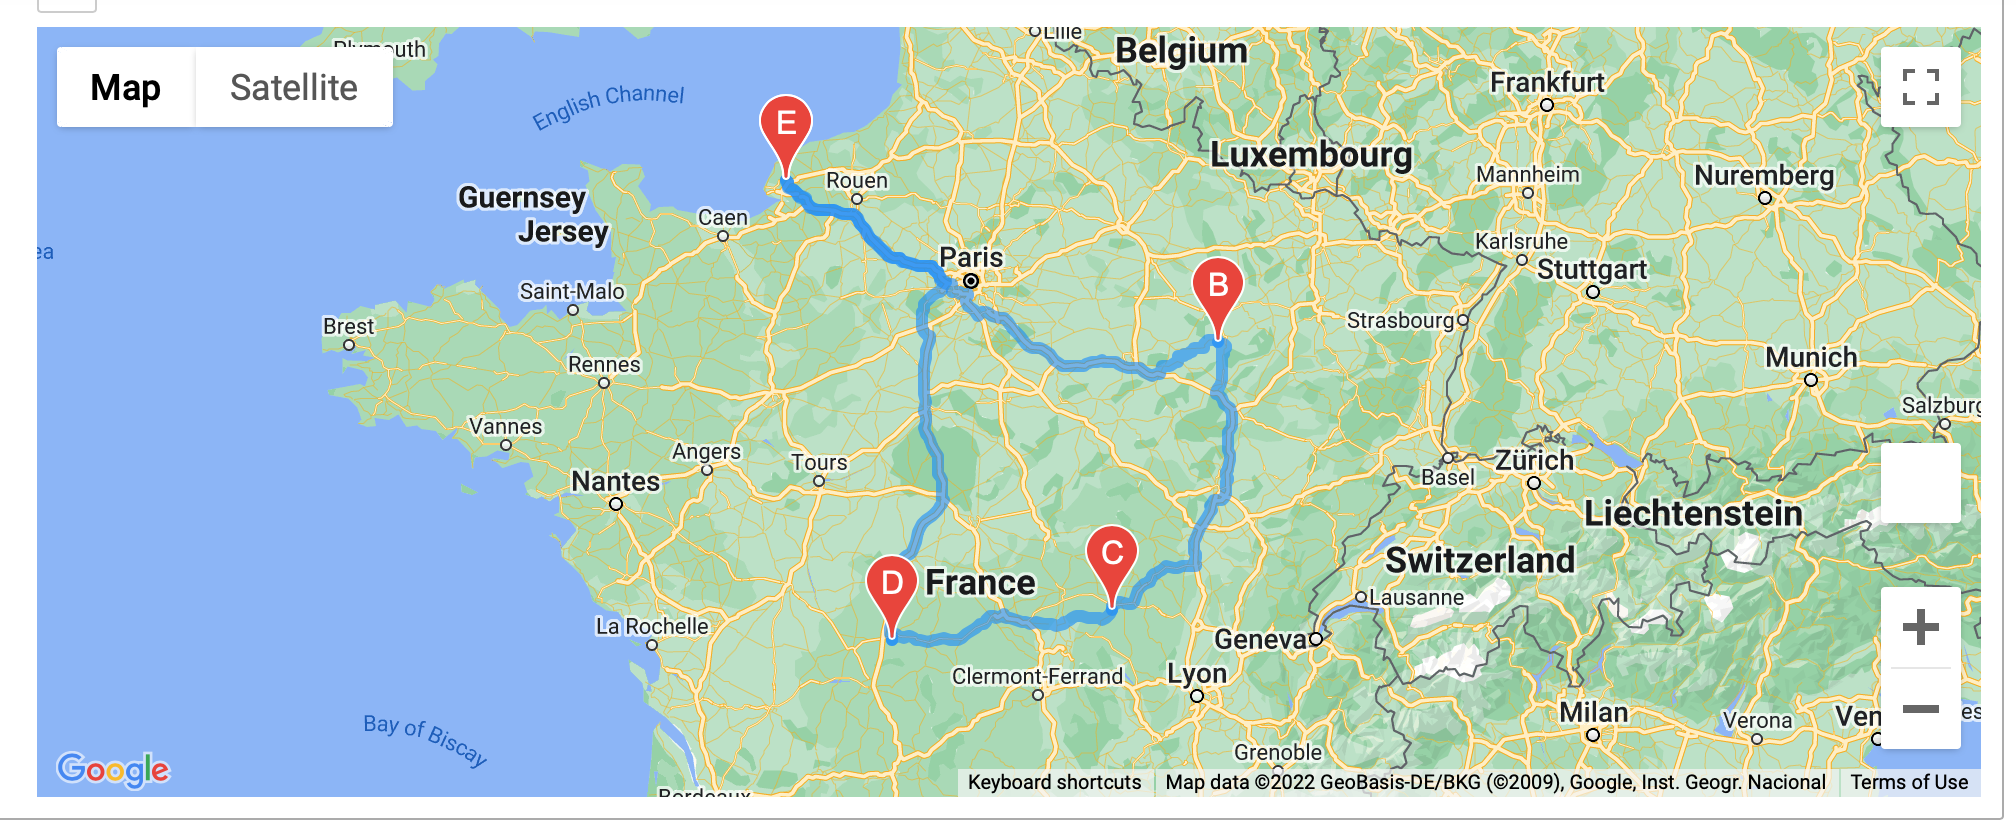 Plymouth
Lille
Belgium
Map
Satellite
Frankfurt
English Channel
E
Luxembourg
Rouen
Mannheim
Nuremberg
Guernsey
Caen
Jersey
Karlsruhe
ea
Paris
Stuttgart
B
Saint-Malo
Strasbourg
Brest
Munich
Rennes
Salzburg
Vannes
Angers
Tours
Zürich
Nantes
Basel
Liechtenstein
C
Switzerland
D
France
Lausanne
La Rochelle
Geneva
Clermont-Ferrand
Lyon
Milan
Verona
Ven
es
Bay of Biscay
Grenoble
Google
Bordeaux
Keyboard shortcuts
Map data ©2022 GeoBasis-DE/BKG (©2009), Google, Inst. Geogr. Nacional
Terms of Use